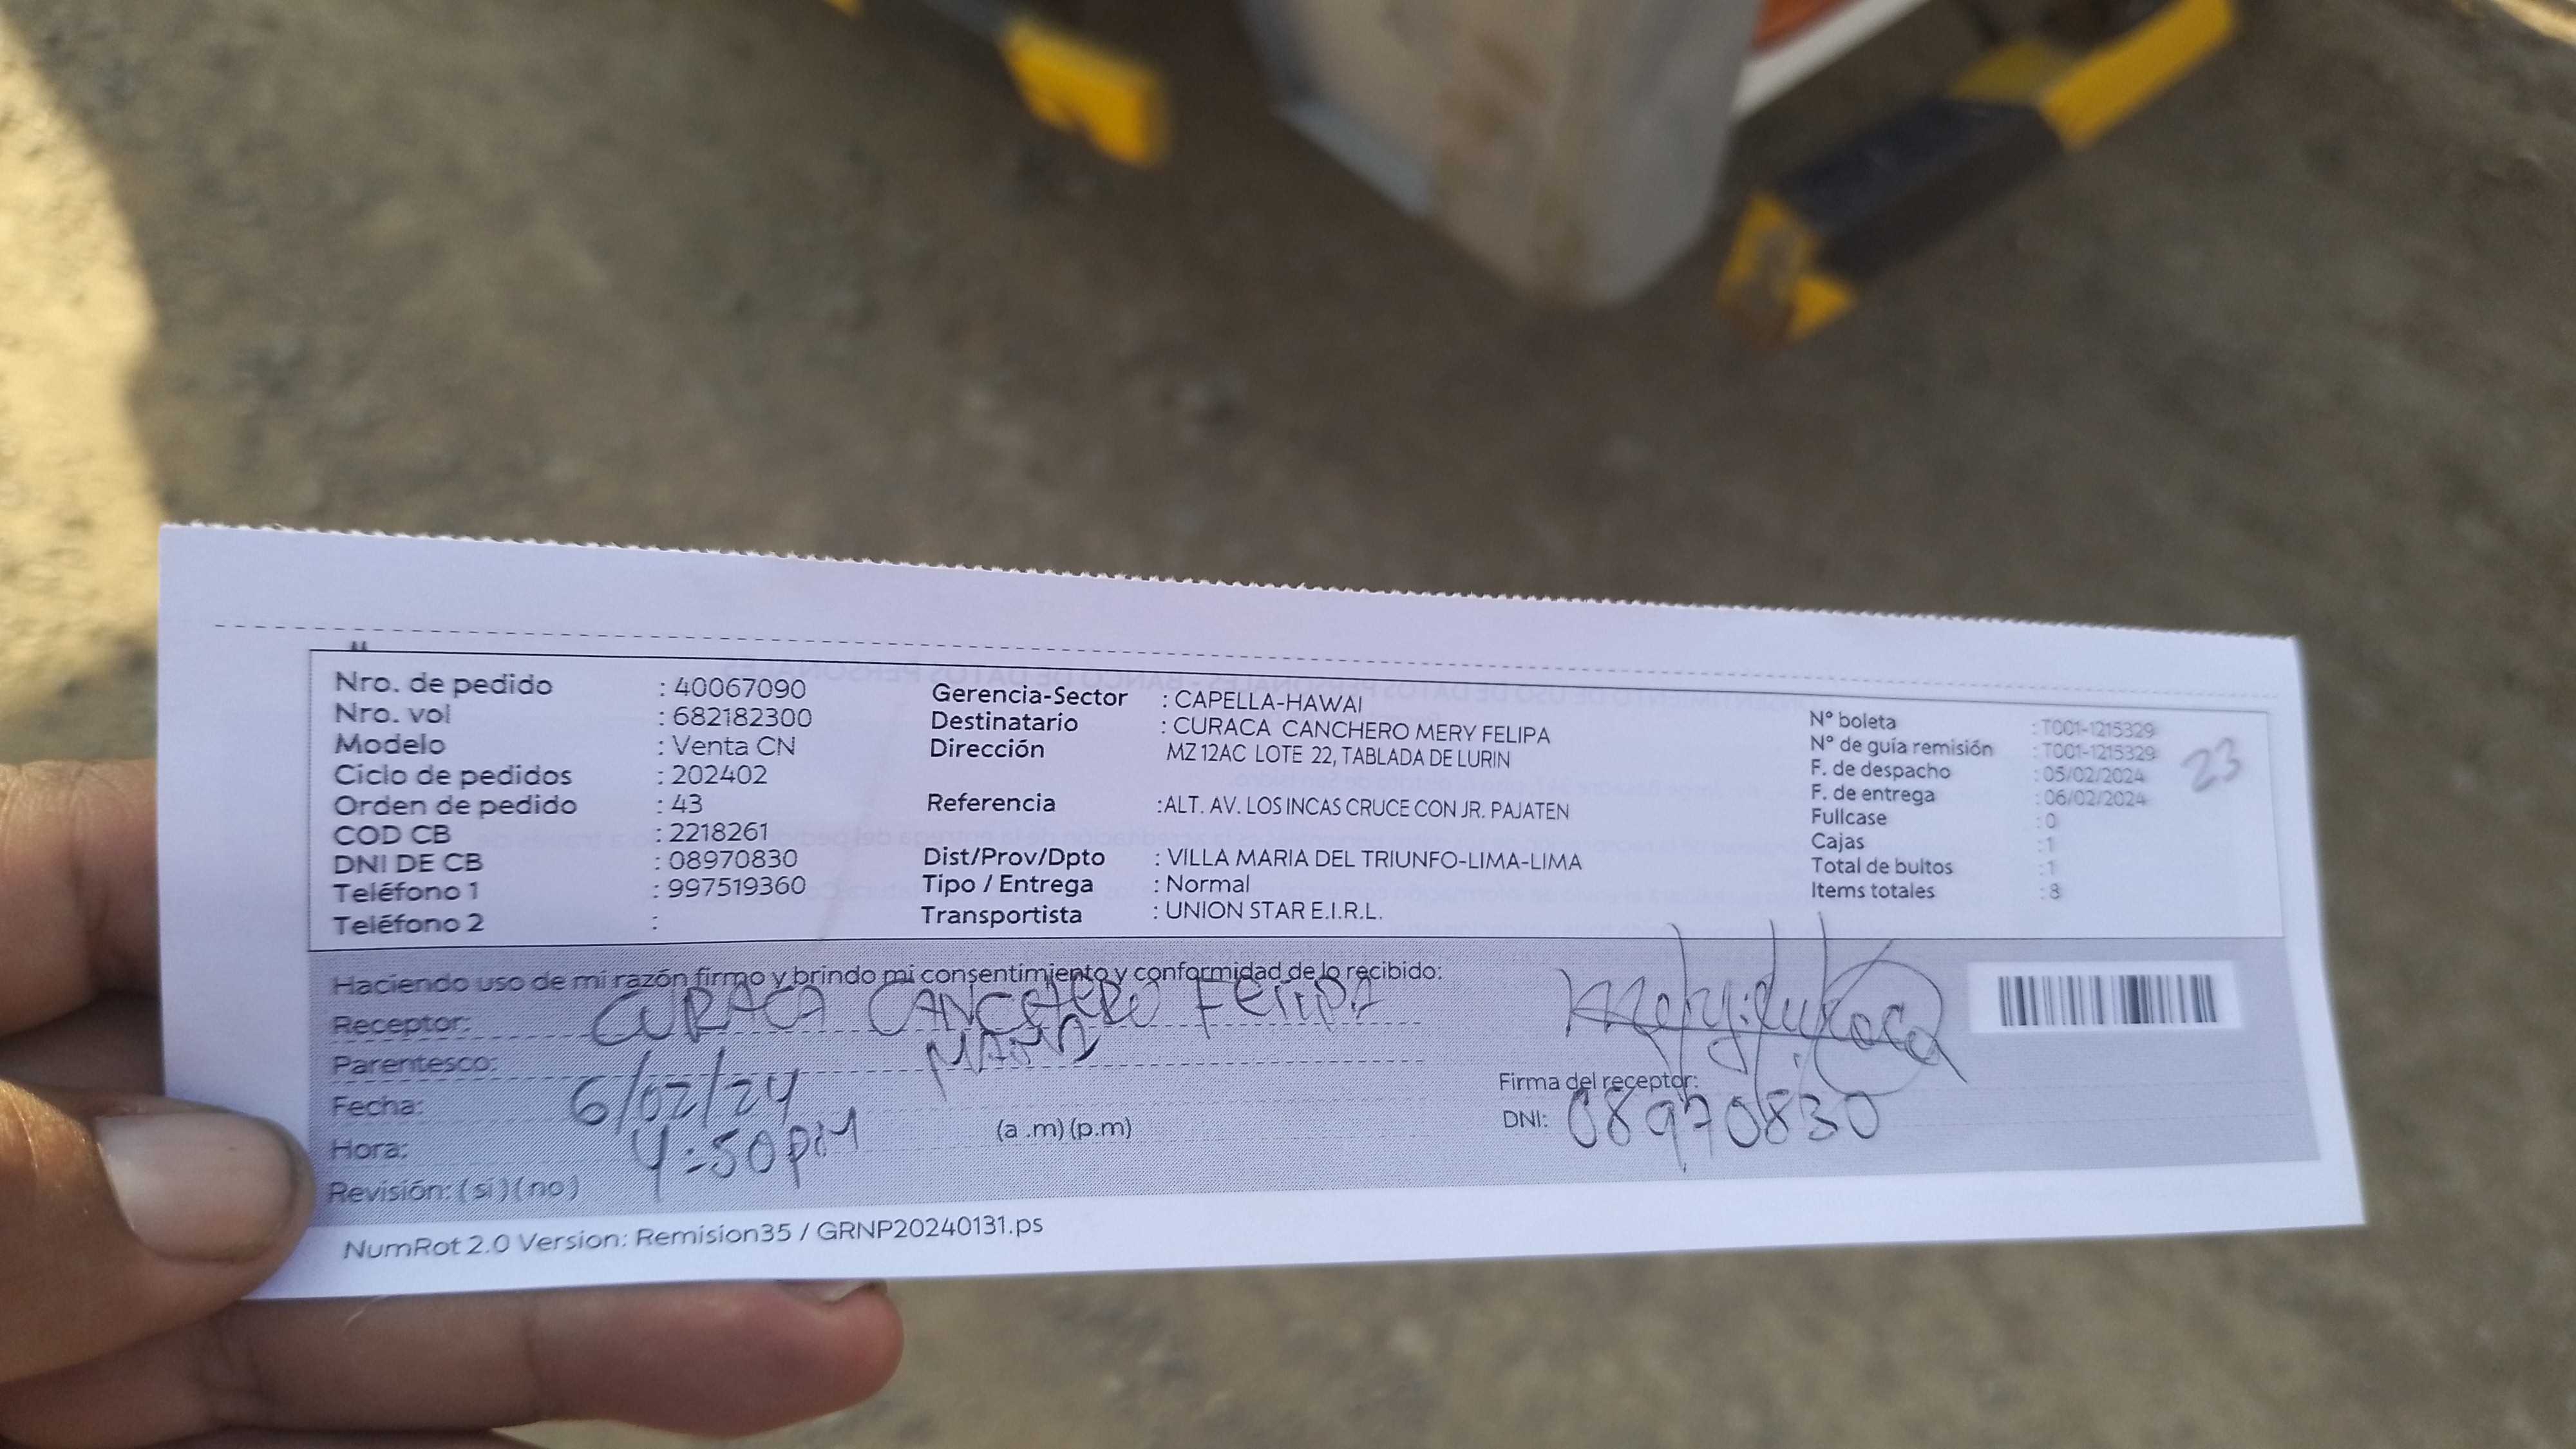 Nro. de pedido : 40067090
Nro. vol : 682182300
Modelo : Venta CN
Ciclo de pedidos : 202402
Orden de pedido : 43
COD CB : 2218261
DNI DE CB : 08970830
Teléfono 1 : 997519360
Teléfono 2 :
Gerencia-Sector : CAPELLA-HAWAI
Destinatario : CURACA CANCHERO MERY FELIPA
Dirección MZ 12AC LOTE 22, TABLADA DE LURIN
Referencia :ALT. AV. LOS INCAS CRUCE CON JR. PAJATEN
Dist/Prov/Dpto : VILLA MARIA DEL TRIUNFO-LIMA-LIMA
Tipo / Entrega : Normal
Transportista : UNION STAR E.I.R.L.
N° boleta : T001-1215329
N° de guía remisión : T001-1215329
F. de despacho : 05/02/2024
F. de entrega : 06/02/2024
Fullcase : 0
Cajas : 1
Total de bultos : 1
Items totales : 8
23
Haciendo uso de mi razón firmo y brindo mi consentimiento y conformidad de lo recibido:
Receptor: CURACA FELIPA
Parentesco:
Fecha: 6/02/24
Hora: 4:50 pm (a .m) (p.m)
Revisión: (si) (no)
Firma del receptor:
DNI: 08970830
NumRot 2.0 Version: Remision35 / GRNP20240131.ps